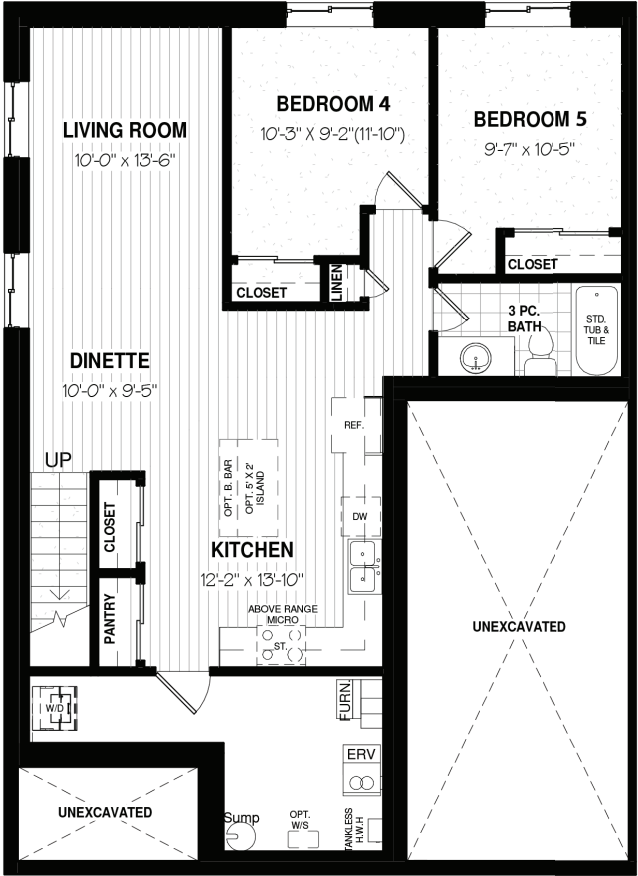 BEDROOM 4
10'-3" X 9'-2"(11'-10")
BEDROOM 5
9'-7" x 10'-5"
LIVING ROOM
10'-0" x 13'-6"
CLOSET
LINEN
CLOSET
3 PC.
BATH
STD.
TUB &
TILE
DINETTE
10'-0" x 9'-5"
REF.
UP
OPT. B. BAR
OPT. 5' X 2'
ISLAND
DW
CLOSET
KITCHEN
12'-2" x 13'-10"
PANTRY
ABOVE RANGE
MICRO
ST.
UNEXCAVATED
W/D
FURN.
ERV
UNEXCAVATED
Sump
OPT.
W/S
TANKLESS
H.W.H